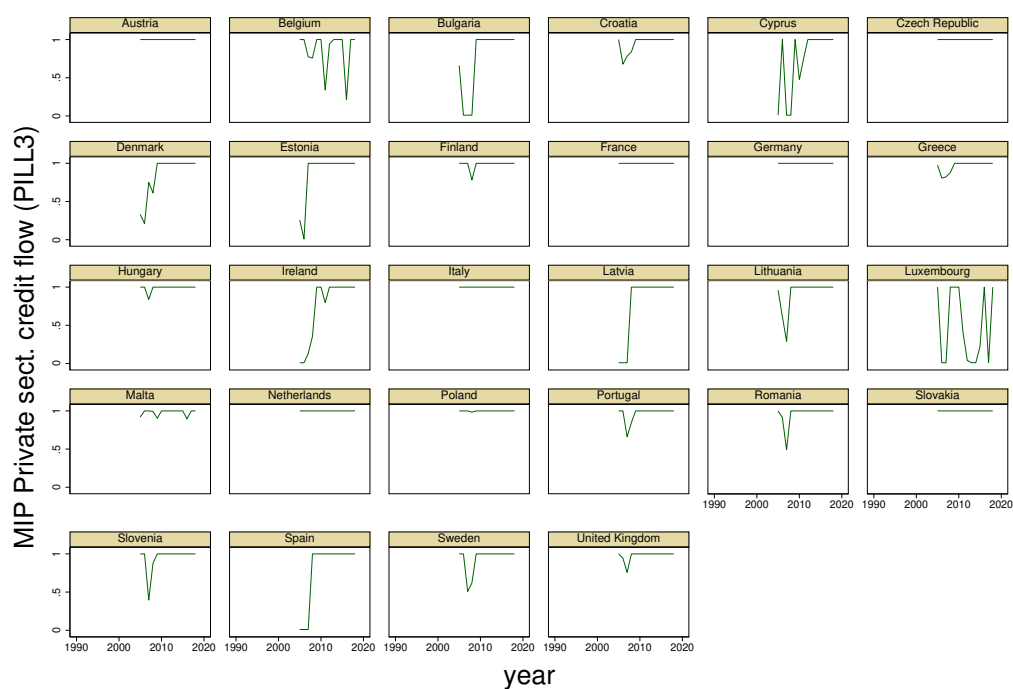 MIP Private sect. credit flow (PILL3)
Austria Belgium Bulgaria Croatia Cyprus Czech Republic
1
.5
0
Denmark Estonia Finland France Germany Greece
1
.5
0
Hungary Ireland Italy Latvia Lithuania Luxembourg
1
.5
0
Malta Netherlands Poland Portugal Romania Slovakia
1
.5
0
1990 2000 2010 2020 1990 2000 2010 2020
Slovenia Spain Sweden United Kingdom
1
.5
0
1990 2000 2010 2020 1990 2000 2010 2020 1990 2000 2010 2020 1990 2000 2010 2020
year